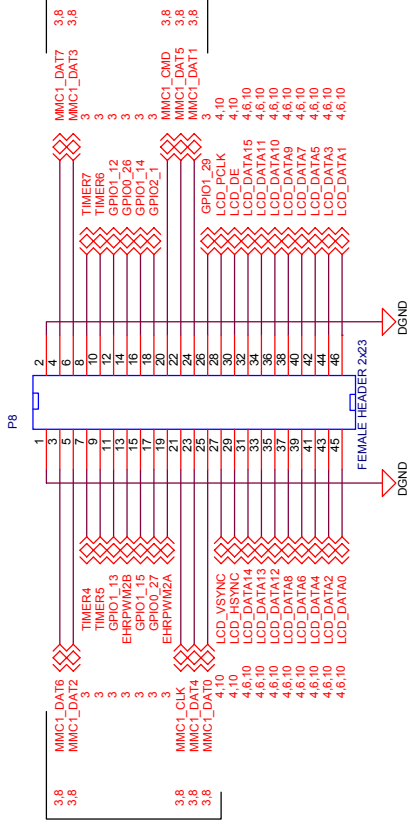 P8
1 2
3,8 MMC1_DAT6 3 4 MMC1_DAT7 3,8
3,8 MMC1_DAT2 5 6 MMC1_DAT3 3,8
3 TIMER4 7 8 TIMER7 3
3 TIMER5 9 10 TIMER6 3
3 GPIO1_13 11 12 GPIO1_12 3
3 EHRPWM2B 13 14 GPIO0_26 3
3 GPIO1_15 15 16 GPIO1_14 3
3 GPIO0_27 17 18 GPIO2_1 3
3 EHRPWM2A 19 20 MMC1_CMD 3,8
3,8 MMC1_CLK 21 22 MMC1_DAT5 3,8
3,8 MMC1_DAT4 23 24 MMC1_DAT1 3,8
3,8 MMC1_DAT0 25 26 GPIO1_29 3
4,10 LCD_VSYNC 27 28 LCD_PCLK 4,10
4,10 LCD_HSYNC 29 30 LCD_DE 4,10
4,6,10 LCD_DATA14 31 32 LCD_DATA15 4,6,10
4,6,10 LCD_DATA13 33 34 LCD_DATA11 4,6,10
4,6,10 LCD_DATA12 35 36 LCD_DATA10 4,6,10
4,6,10 LCD_DATA8 37 38 LCD_DATA9 4,6,10
4,6,10 LCD_DATA6 39 40 LCD_DATA7 4,6,10
4,6,10 LCD_DATA4 41 42 LCD_DATA5 4,6,10
4,6,10 LCD_DATA2 43 44 LCD_DATA3 4,6,10
4,6,10 LCD_DATA0 45 46 LCD_DATA1 4,6,10
FEMALE HEADER 2x23
DGND DGND